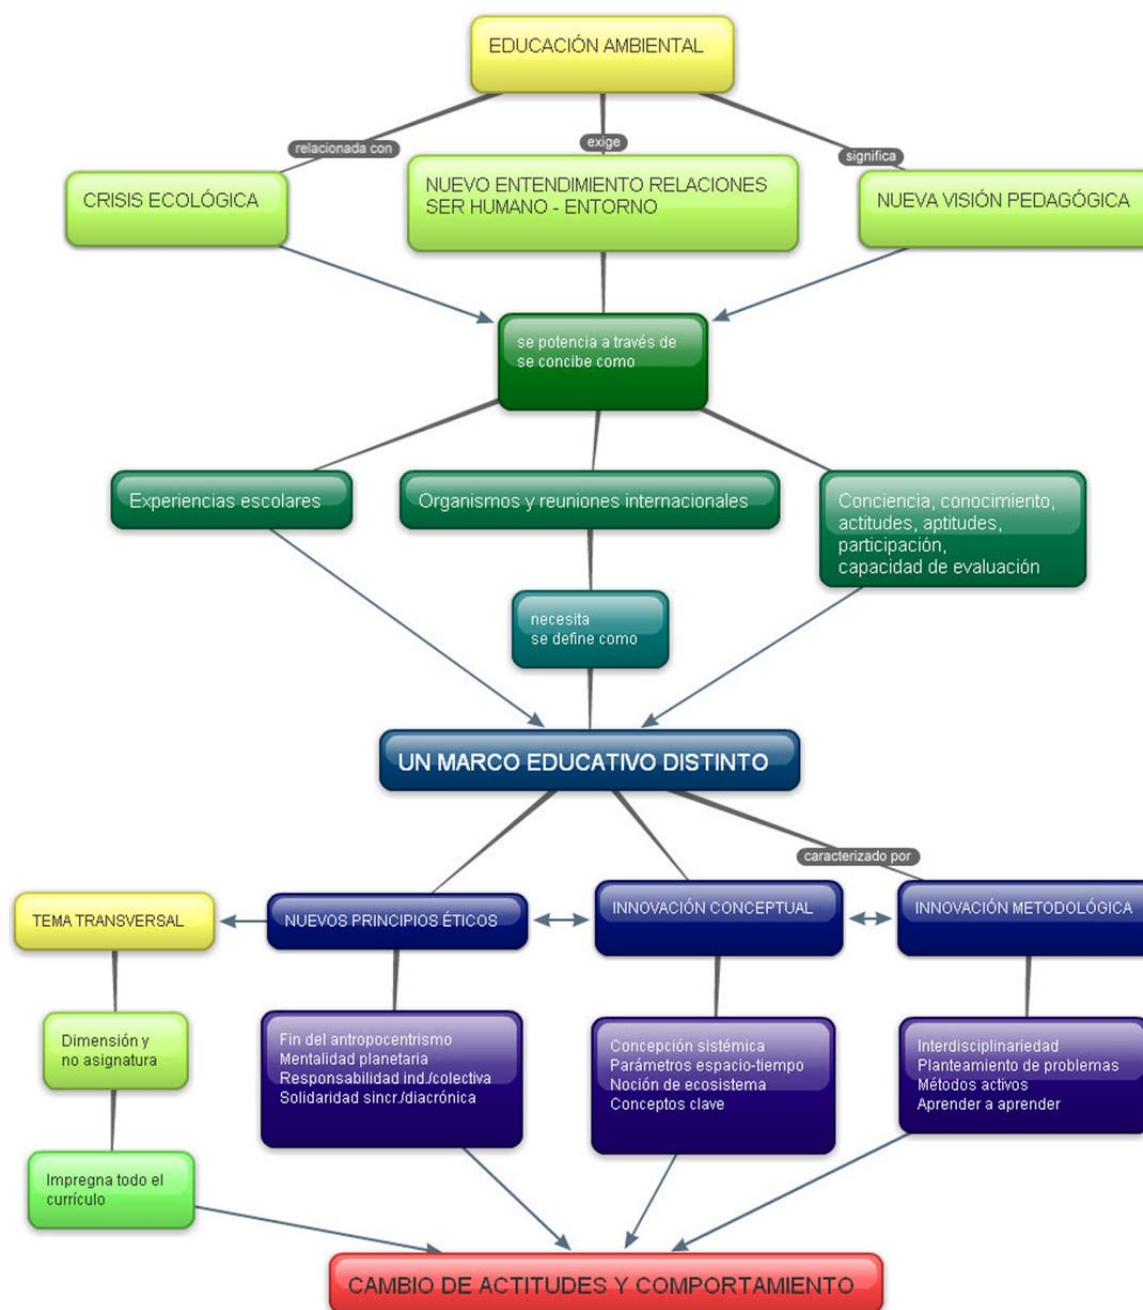 EDUCACIÓN AMBIENTAL
relacionada con
exige
significa
CRISIS ECOLÓGICA
NUEVO ENTENDIMIENTO RELACIONES
SER HUMANO - ENTORNO
NUEVA VISIÓN PEDAGÓGICA
se potencia a través de
se concibe como
Experiencias escolares
Organismos y reuniones internacionales
Conciencia, conocimiento,
actitudes, aptitudes,
participación,
capacidad de evaluación
necesita
se define como
UN MARCO EDUCATIVO DISTINTO
caracterizado por
TEMA TRANSVERSAL
NUEVOS PRINCIPIOS ÉTICOS
INNOVACIÓN CONCEPTUAL
INNOVACIÓN METODOLÓGICA
Dimensión y
no asignatura
Fin del antropocentrismo
Mentalidad planetaria
Responsabilidad ind./colectiva
Solidaridad sincr./diacrónica
Concepción sistémica
Parámetros espacio-tiempo
Noción de ecosistema
Conceptos clave
Interdisciplinariedad
Planteamiento de problemas
Métodos activos
Aprender a aprender
Impregna todo el
currículo
CAMBIO DE ACTITUDES Y COMPORTAMIENTO